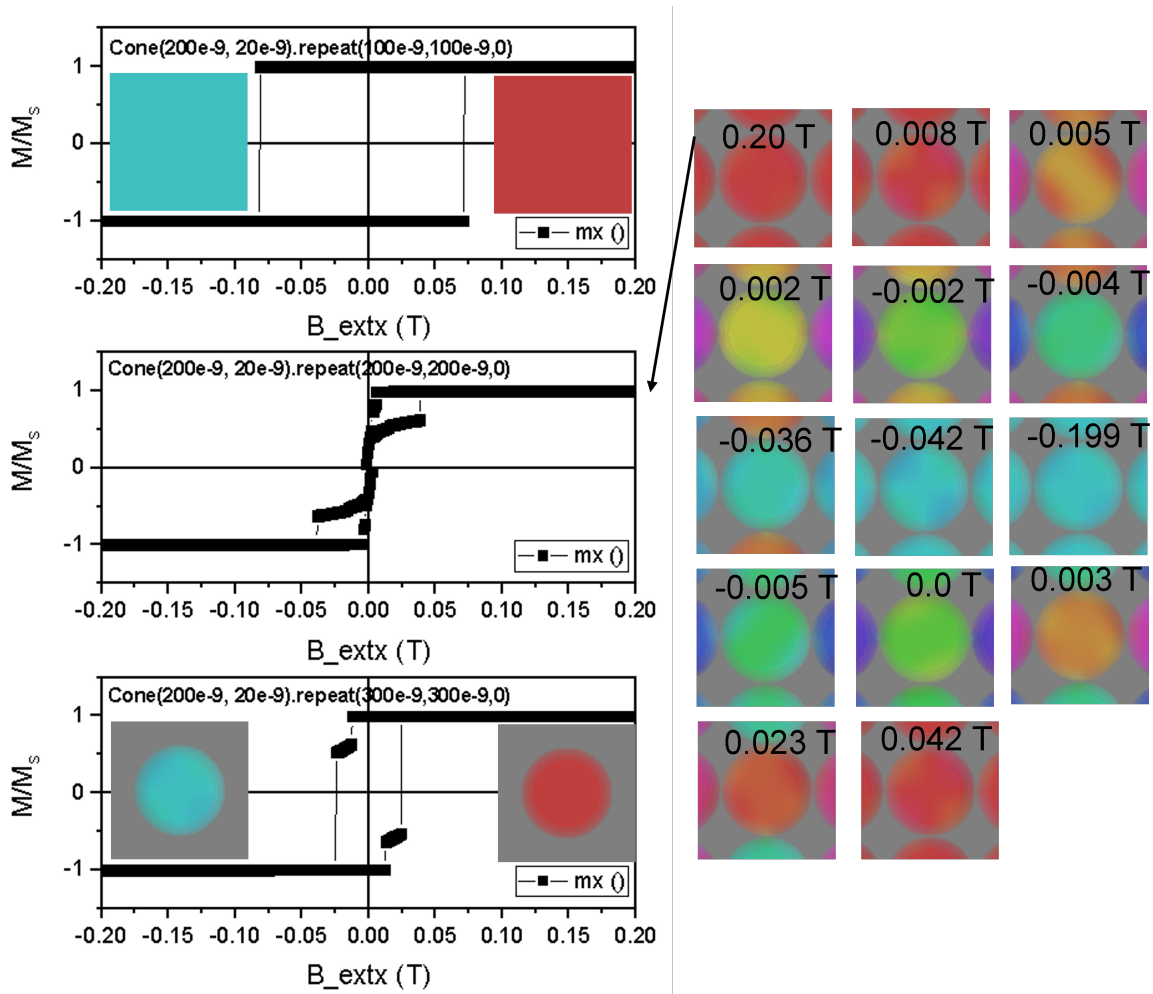 Cone(200e-9, 20e-9).repeat(100e-9,100e-9,0)
M/Ms
1
0
-1
mx ()
-0.20 -0.15 -0.10 -0.05 0.00 0.05 0.10 0.15 0.20
B_extx (T)
Cone(200e-9, 20e-9).repeat(200e-9,200e-9,0)
M/Ms
1
0
-1
mx ()
-0.20 -0.15 -0.10 -0.05 0.00 0.05 0.10 0.15 0.20
B_extx (T)
Cone(200e-9, 20e-9).repeat(300e-9,300e-9,0)
M/Ms
1
0
-1
mx ()
-0.20 -0.15 -0.10 -0.05 0.00 0.05 0.10 0.15 0.20
B_extx (T)
0.20 T 0.008 T 0.005 T
0.002 T -0.002 T -0.004 T
-0.036 T -0.042 T -0.199 T
-0.005 T 0.0 T 0.003 T
0.023 T 0.042 T